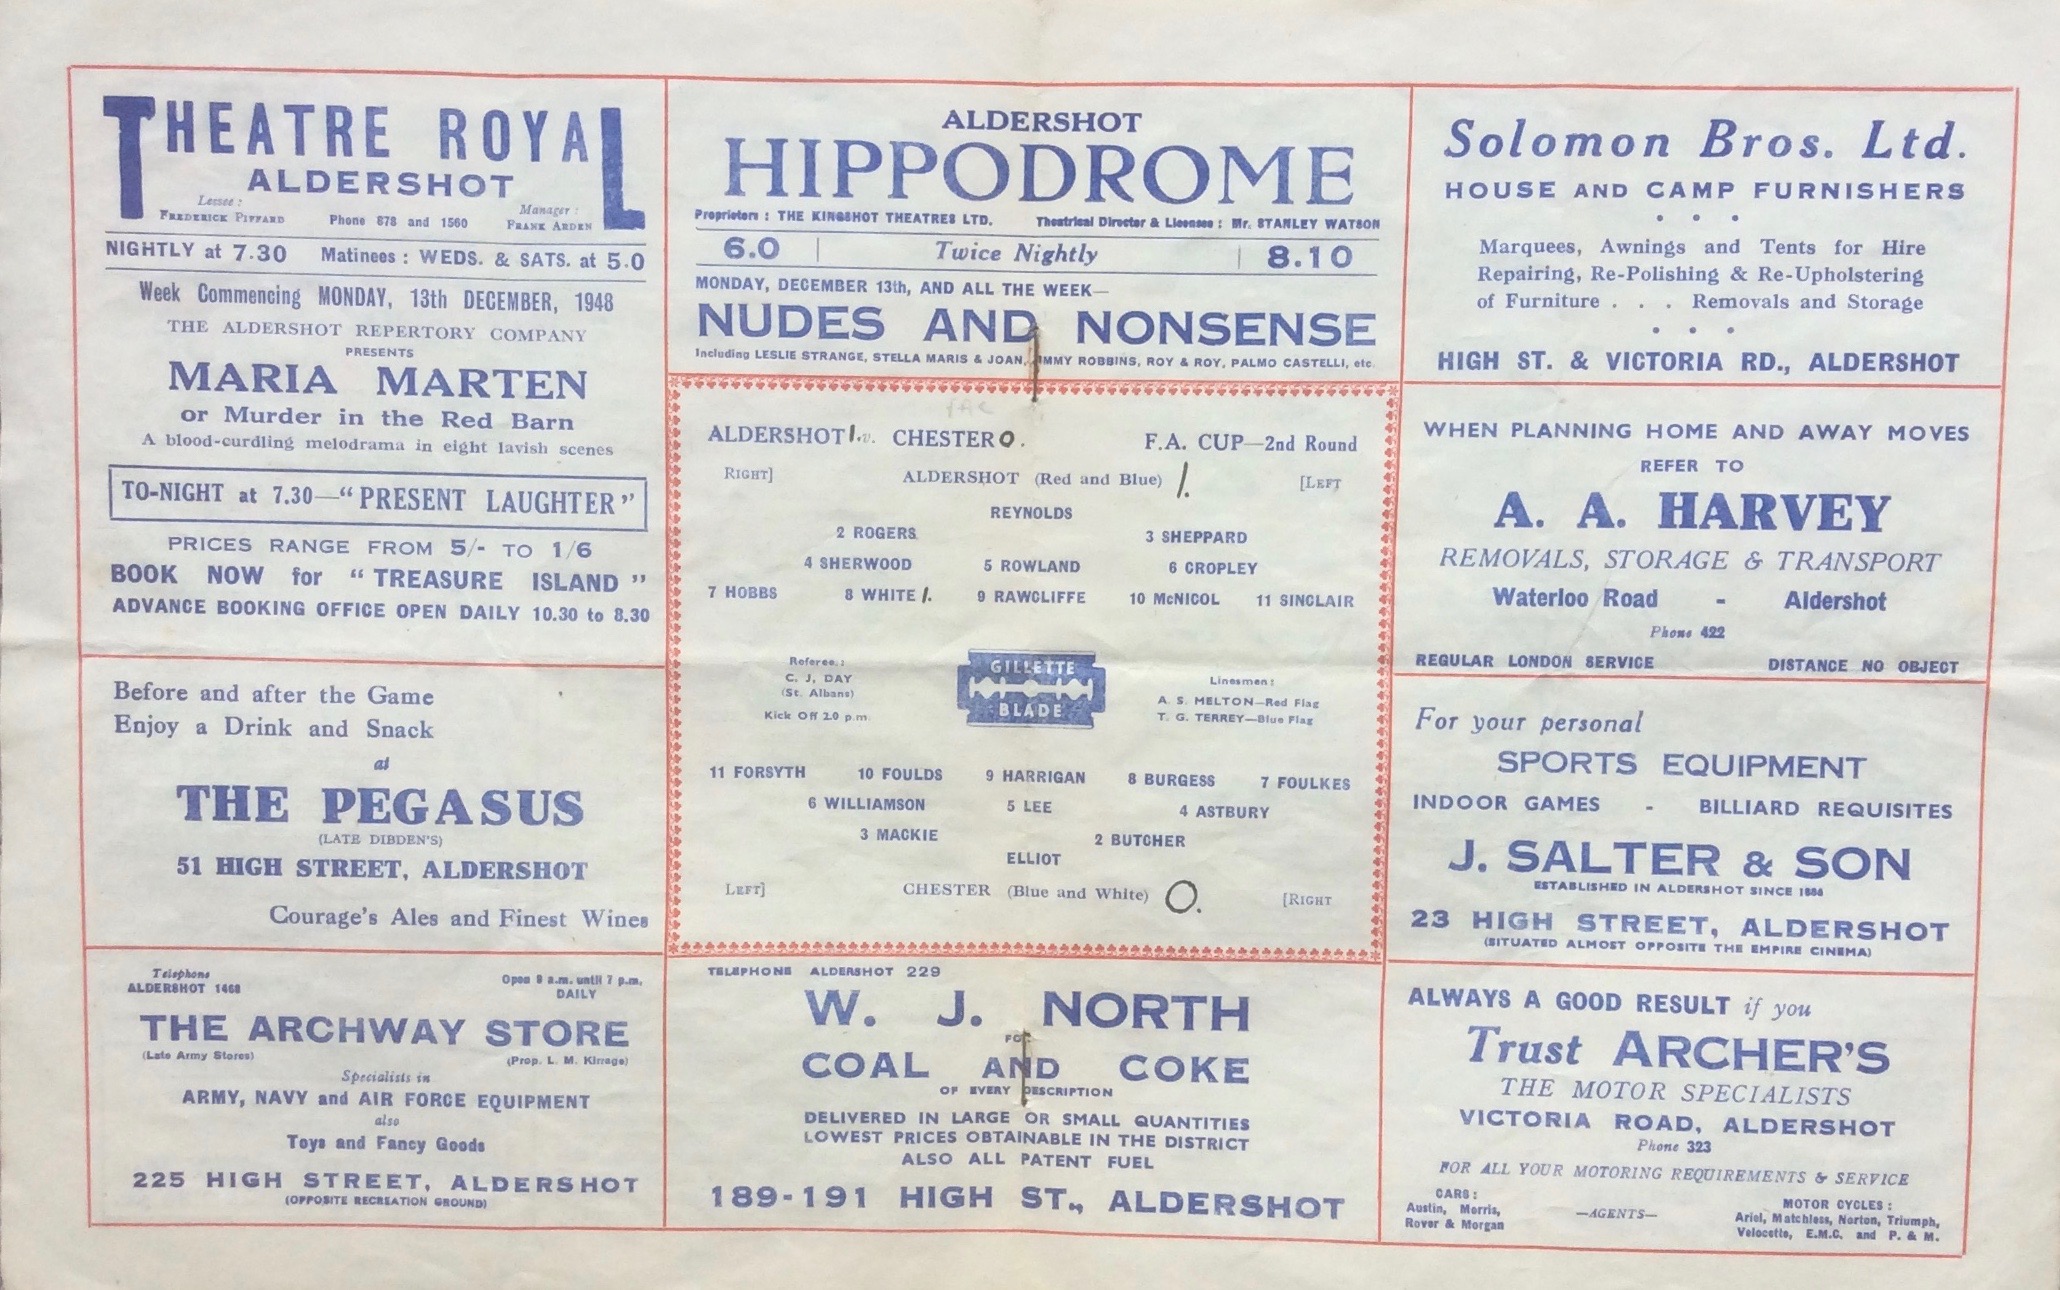 THEATRE ROYAL
ALDERSHOT
Lessee :
FREDERICK PIFFARD
Phone 878 and 1560
Manager :
FRANK ARDEN
NIGHTLY at 7.30 Matinees : WEDS. & SATS. at 5.0
Week Commencing MONDAY, 13th DECEMBER, 1948
THE ALDERSHOT REPERTORY COMPANY
PRESENTS
MARIA MARTEN
or Murder in the Red Barn
A blood-curdling melodrama in eight lavish scenes
TO-NIGHT at 7.30—“PRESENT LAUGHTER”
PRICES RANGE FROM 5/- TO 1/6
BOOK NOW for “TREASURE ISLAND”
ADVANCE BOOKING OFFICE OPEN DAILY 10.30 to 8.30
Before and after the Game
Enjoy a Drink and Snack
at
THE PEGASUS
(LATE DIBDEN'S)
51 HIGH STREET, ALDERSHOT
Courage's Ales and Finest Wines
Telephone
ALDERSHOT 1468
Open 9 a.m. until 7 p.m.
DAILY
THE ARCHWAY STORE
(Late Army Stores) (Prop. L. M. Kirrage)
Specialists in
ARMY, NAVY and AIR FORCE EQUIPMENT
also
Toys and Fancy Goods
225 HIGH STREET, ALDERSHOT
(OPPOSITE RECREATION GROUND)
ALDERSHOT
HIPPODROME
Proprietors : THE KINGSHOT THEATRES LTD. Theatrical Director & Licensee : Mr. STANLEY WATSON
6.0 | Twice Nightly | 8.10
MONDAY, DECEMBER 13th, AND ALL THE WEEK—
NUDES AND NONSENSE
Including LESLIE STRANGE, STELLA MARIS & JOAN, JIMMY ROBBINS, ROY & ROY, PALMO CASTELLI, etc.
FAC
ALDERSHOT 1. v. CHESTER 0. F.A. CUP—2nd Round
RIGHT] ALDERSHOT (Red and Blue) 1. [LEFT
REYNOLDS
2 ROGERS 3 SHEPPARD
4 SHERWOOD 5 ROWLAND 6 CROPLEY
7 HOBBS 8 WHITE 1. 9 RAWCLIFFE 10 McNICOL 11 SINCLAIR
Referee :
C. J. DAY
(St. Albans)
Kick Off 2.0 p.m.
GILLETTE
BLADE
Linesmen :
A. S. MELTON—Red Flag
T. G. TERREY—Blue Flag
11 FORSYTH 10 FOULDS 9 HARRIGAN 8 BURGESS 7 FOULKES
6 WILLIAMSON 5 LEE 4 ASTBURY
3 MACKIE 2 BUTCHER
ELLIOT
LEFT] CHESTER (Blue and White) 0. [RIGHT
TELEPHONE ALDERSHOT 229
W. J. NORTH
FOR
COAL AND COKE
OF EVERY DESCRIPTION
DELIVERED IN LARGE OR SMALL QUANTITIES
LOWEST PRICES OBTAINABLE IN THE DISTRICT
ALSO ALL PATENT FUEL
189-191 HIGH ST., ALDERSHOT
Solomon Bros. Ltd.
HOUSE AND CAMP FURNISHERS
Marquees, Awnings and Tents for Hire
Repairing, Re-Polishing & Re-Upholstering
of Furniture . . . Removals and Storage
HIGH ST. & VICTORIA RD., ALDERSHOT
WHEN PLANNING HOME AND AWAY MOVES
REFER TO
A. A. HARVEY
REMOVALS, STORAGE & TRANSPORT
Waterloo Road - Aldershot
Phone 422
REGULAR LONDON SERVICE DISTANCE NO OBJECT
For your personal
SPORTS EQUIPMENT
INDOOR GAMES - BILLIARD REQUISITES
J. SALTER & SON
ESTABLISHED IN ALDERSHOT SINCE
23 HIGH STREET, ALDERSHOT
(SITUATED ALMOST OPPOSITE THE EMPIRE CINEMA)
ALWAYS A GOOD RESULT if you
Trust ARCHER'S
THE MOTOR SPECIALISTS
VICTORIA ROAD, ALDERSHOT
Phone 323
FOR ALL YOUR MOTORING REQUIREMENTS & SERVICE
CARS :
Austin, Morris,
Rover & Morgan
—AGENTS—
MOTOR CYCLES :
Ariel, Matchless, Norton, Triumph,
Velocette, E.M.C. and P. & M.